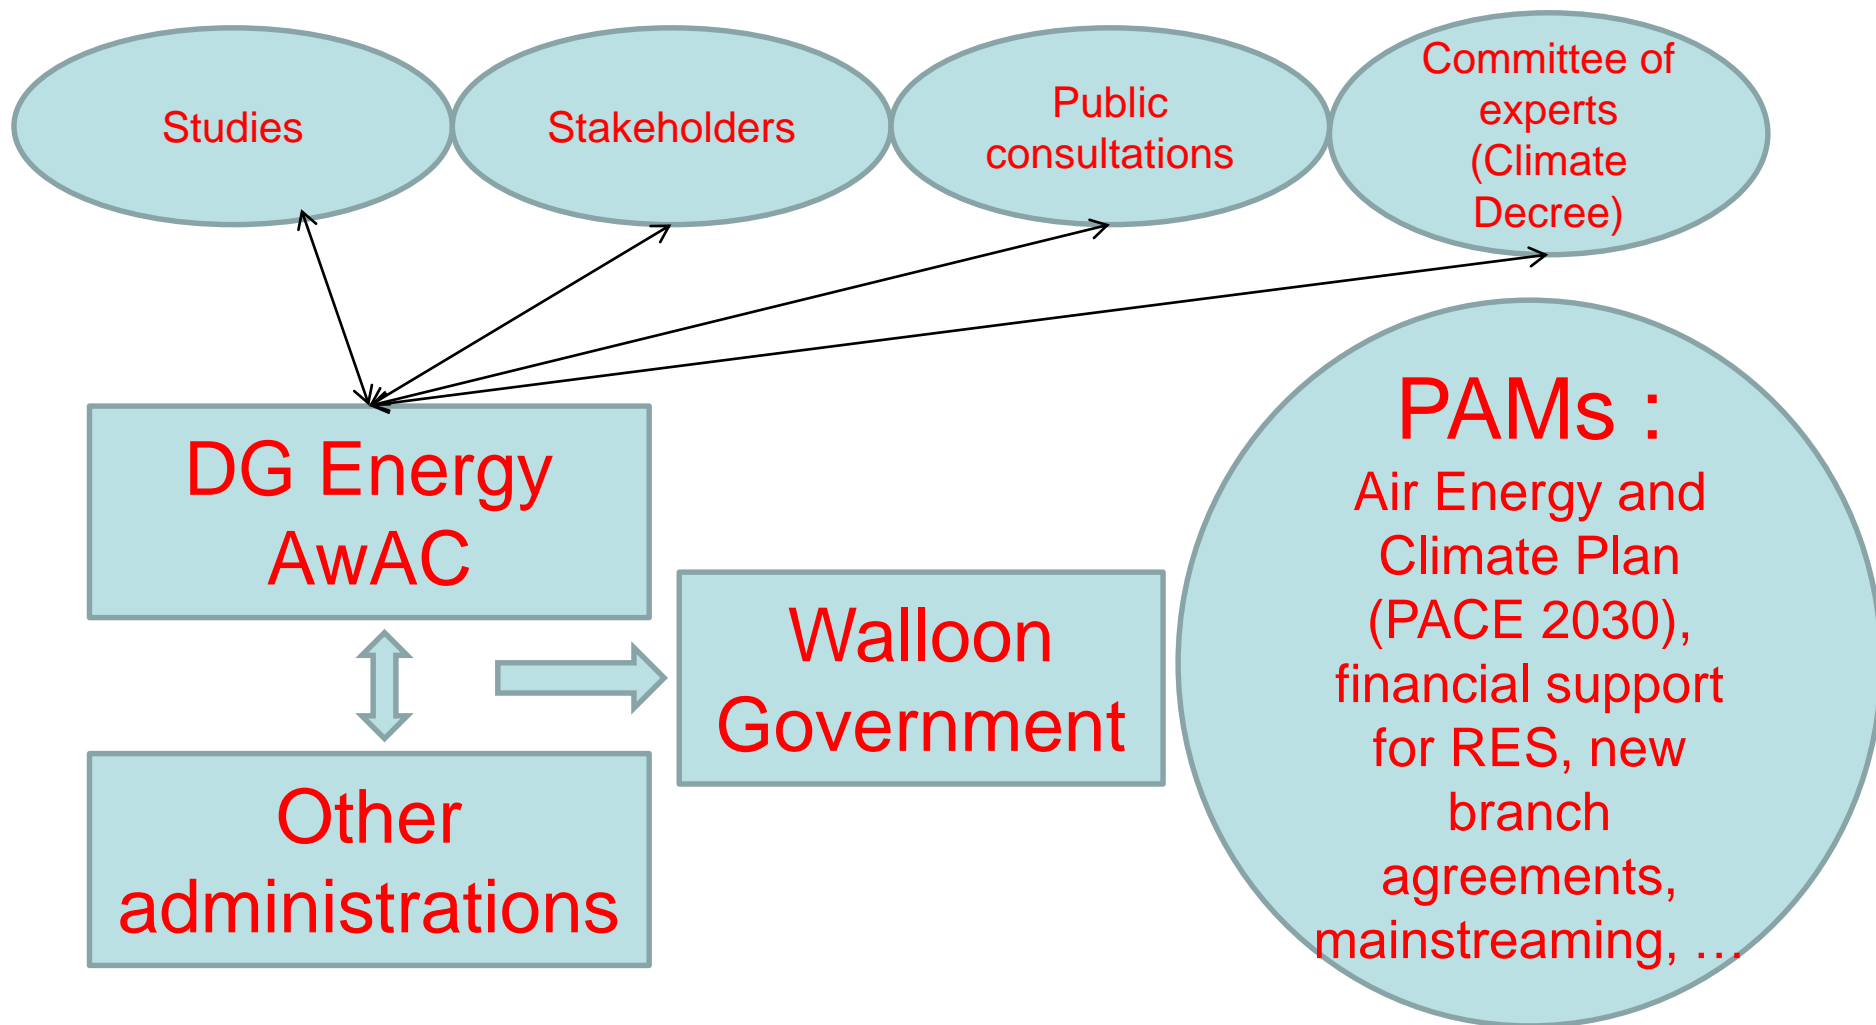 Studies
Stakeholders
Public
consultations
Committee of
experts
(Climate
Decree)
DG Energy
AwAC
Other
administrations
Walloon
Government
PAMs :
Air Energy and
Climate Plan
(PACE 2030),
financial support
for RES, new
branch
agreements,
mainstreaming, …